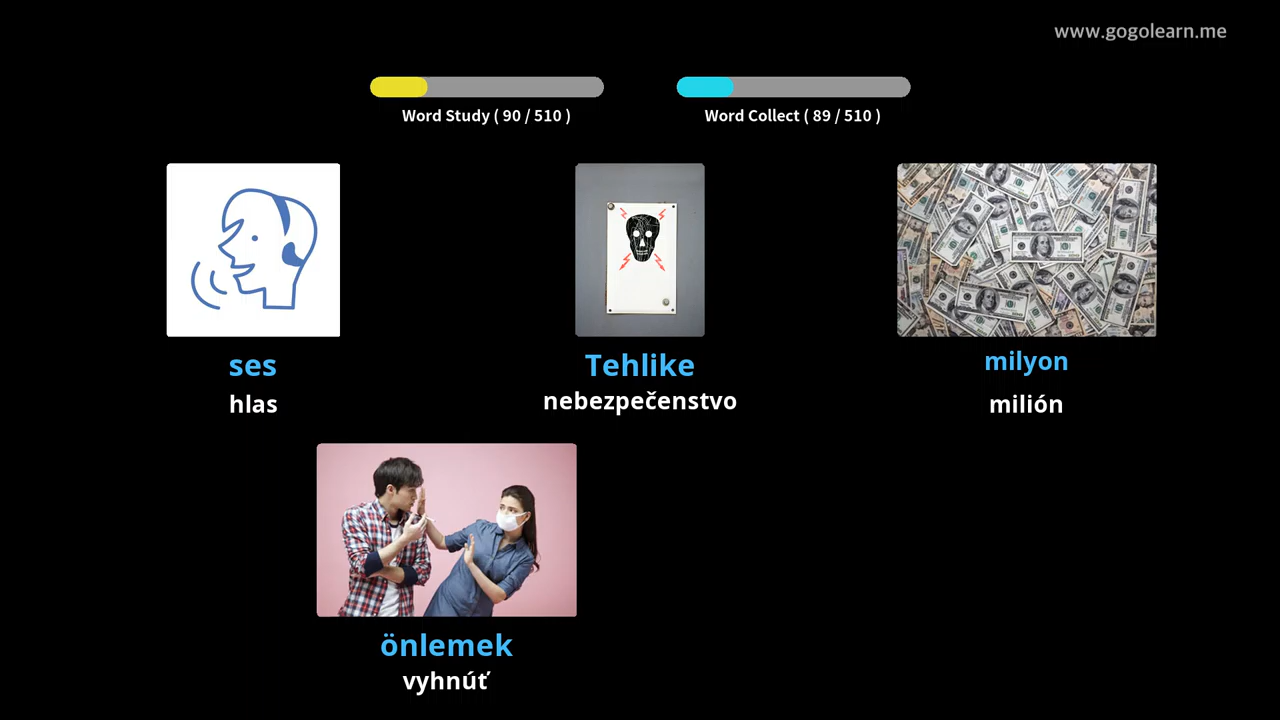 www.gogolearn.me
Word Study ( 90 / 510 )
Word Collect ( 89 / 510 )
ses
hlas
Tehlike
nebezpečenstvo
milyon
milión
önlemek
vyhnúť